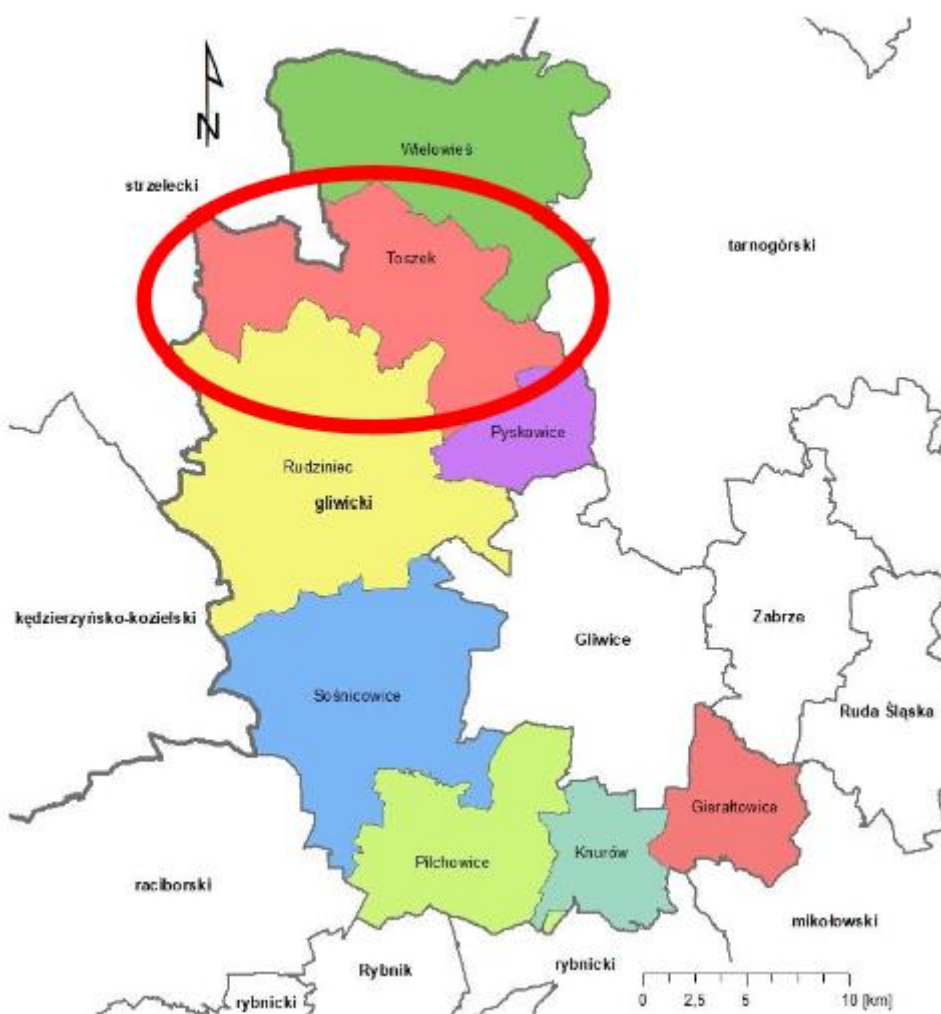 N
Wielowieś
strzelecki
tarnogórski
Toszek
Pyskowice
Rudziniec
gliwicki
kędzierzyńsko-kozielski
Gliwice
Zabrze
Sośnicowice
Ruda Śląska
Gierałtowice
Knurów
Pilchowice
raciborski
mikołowski
Rybnik
rybnicki
rybnicki
0 2,5 5 10 [km]